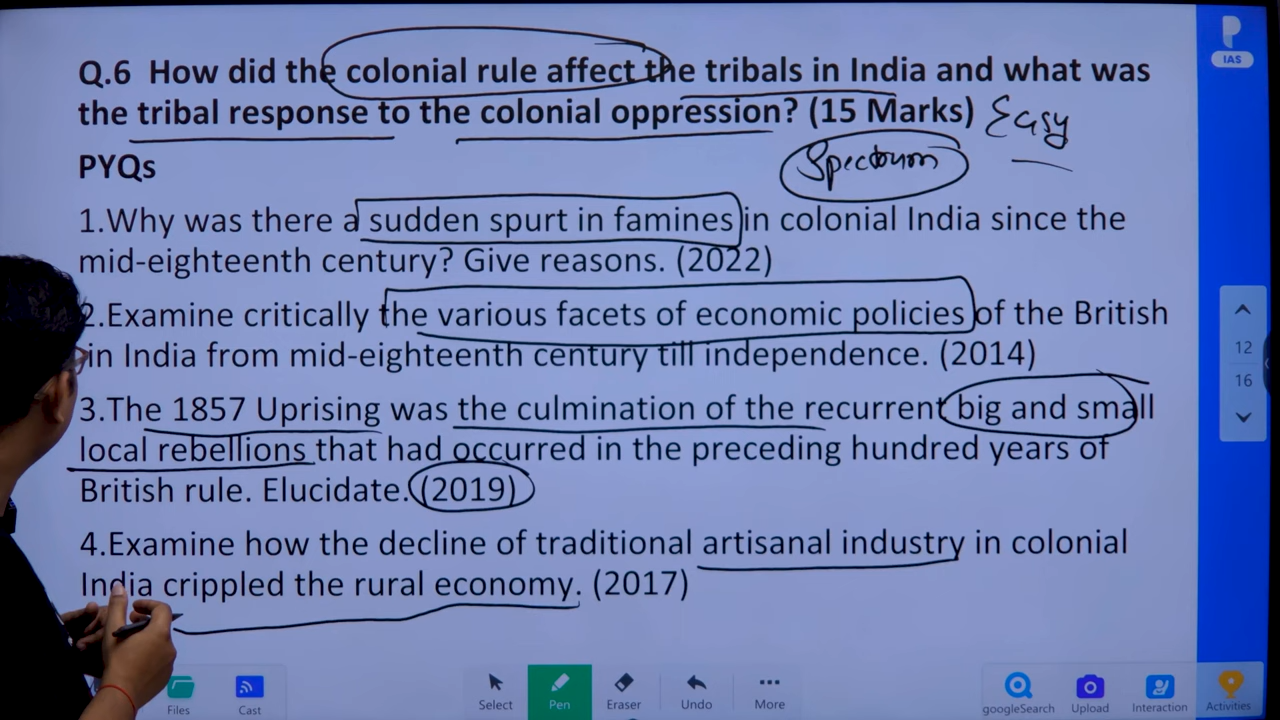 Q.6 How did the colonial rule affect the tribals in India and what was
the tribal response to the colonial oppression? (15 Marks) Easy
PYQs
Spectrum
1.Why was there a sudden spurt in famines in colonial India since the
mid-eighteenth century? Give reasons. (2022)
2.Examine critically the various facets of economic policies of the British
in India from mid-eighteenth century till independence. (2014)
3.The 1857 Uprising was the culmination of the recurrent big and small
local rebellions that had occurred in the preceding hundred years of
British rule. Elucidate. (2019)
4.Examine how the decline of traditional artisanal industry in colonial
India crippled the rural economy. (2017)
IAS
12
16
Files
Cast
Select
Pen
Eraser
Undo
More
googleSearch
Upload
Interaction
Activities